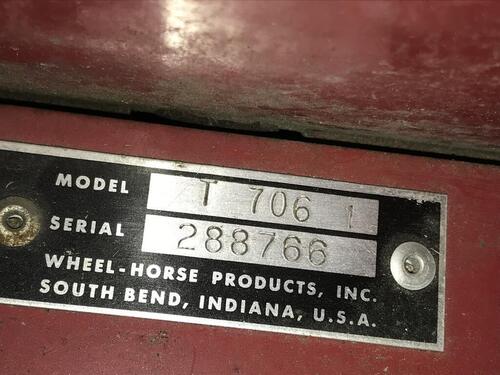 MODEL T 706 1
SERIAL 288766
WHEEL-HORSE PRODUCTS, INC.
SOUTH BEND, INDIANA, U.S.A.